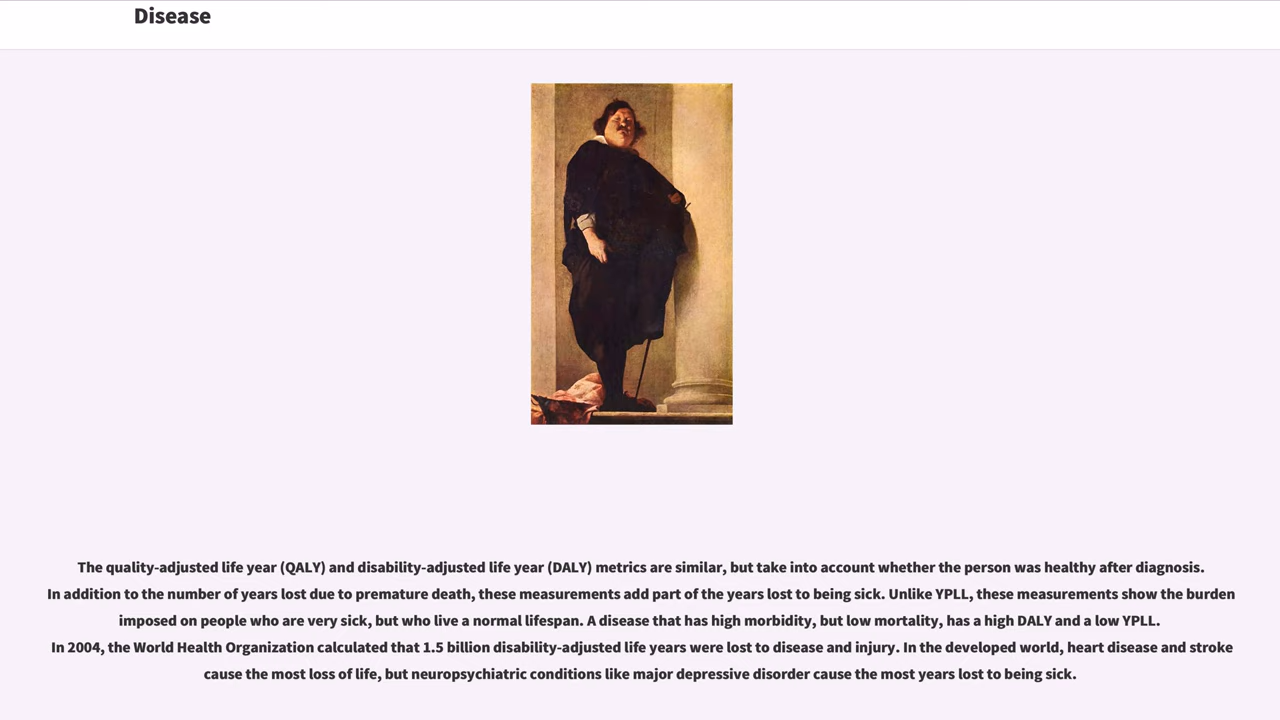 Disease
The quality-adjusted life year (QALY) and disability-adjusted life year (DALY) metrics are similar, but take into account whether the person was healthy after diagnosis.
In addition to the number of years lost due to premature death, these measurements add part of the years lost to being sick. Unlike YPLL, these measurements show the burden
imposed on people who are very sick, but who live a normal lifespan. A disease that has high morbidity, but low mortality, has a high DALY and a low YPLL.
In 2004, the World Health Organization calculated that 1.5 billion disability-adjusted life years were lost to disease and injury. In the developed world, heart disease and stroke
cause the most loss of life, but neuropsychiatric conditions like major depressive disorder cause the most years lost to being sick.